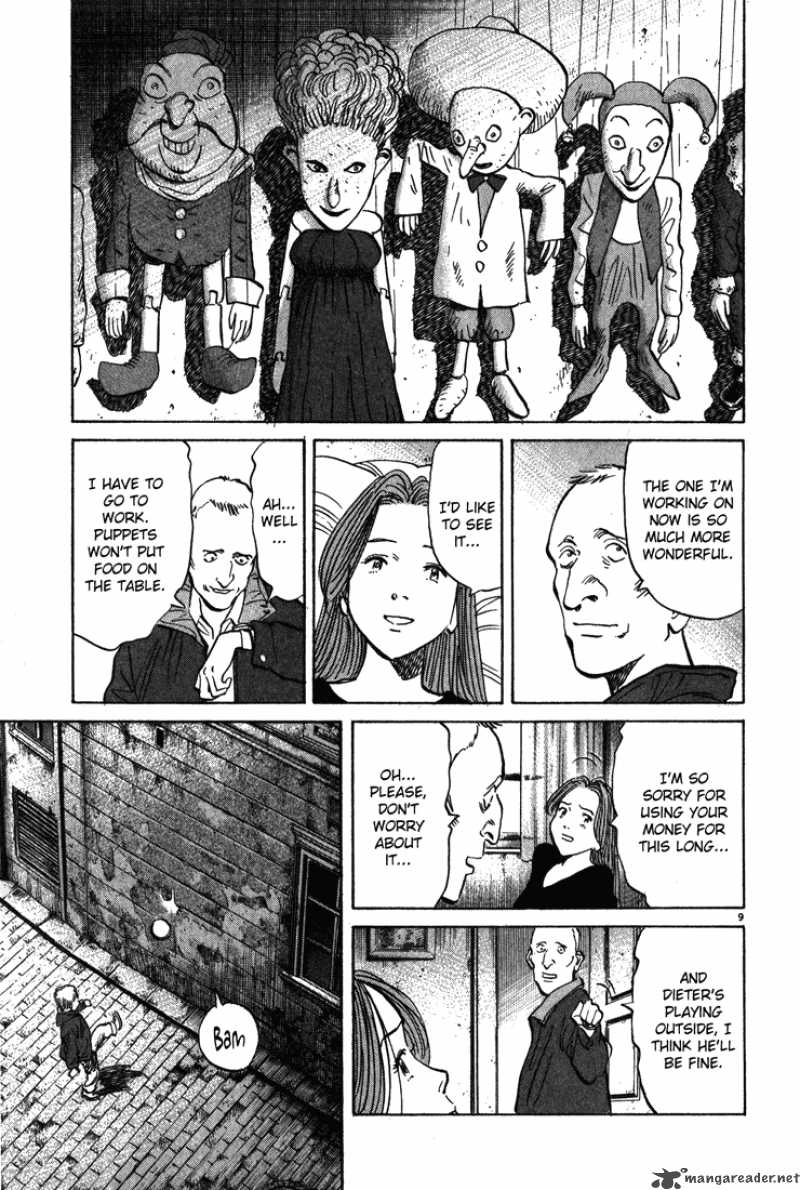 THE ONE I'M
WORKING ON
NOW IS SO
MUCH MORE
WONDERFUL.
I'D LIKE
TO SEE
IT...
AH...
WELL
...
I HAVE TO
GO TO
WORK.
PUPPETS
WON'T PUT
FOOD ON
THE TABLE.
I'M SO
SORRY FOR
USING YOUR
MONEY FOR
THIS LONG...
OH...
PLEASE,
DON'T
WORRY
ABOUT
IT...
9
AND
DIETER'S
PLAYING
OUTSIDE, I
THINK HE'LL
BE FINE.
BAM
mangareader.net